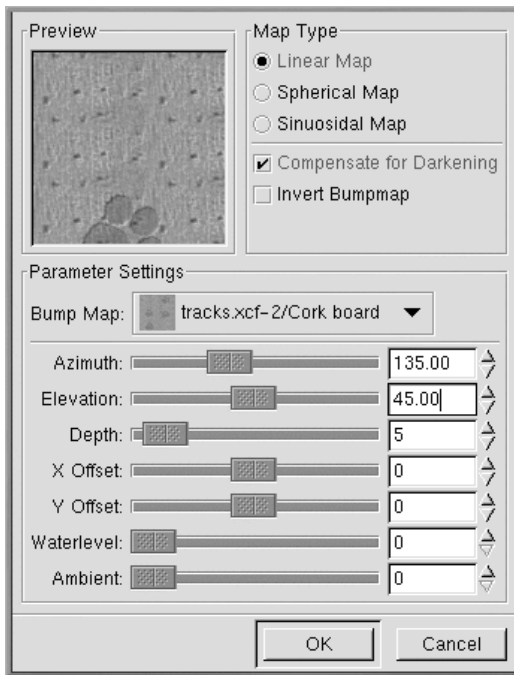 Preview
Map Type
Linear Map
Spherical Map
Sinuosidal Map
Compensate for Darkening
Invert Bumpmap
Parameter Settings
Bump Map: tracks.xcf-2/Cork board
Azimuth: 135.00
Elevation: 45.00
Depth: 5
X Offset: 0
Y Offset: 0
Waterlevel: 0
Ambient: 0
OK Cancel